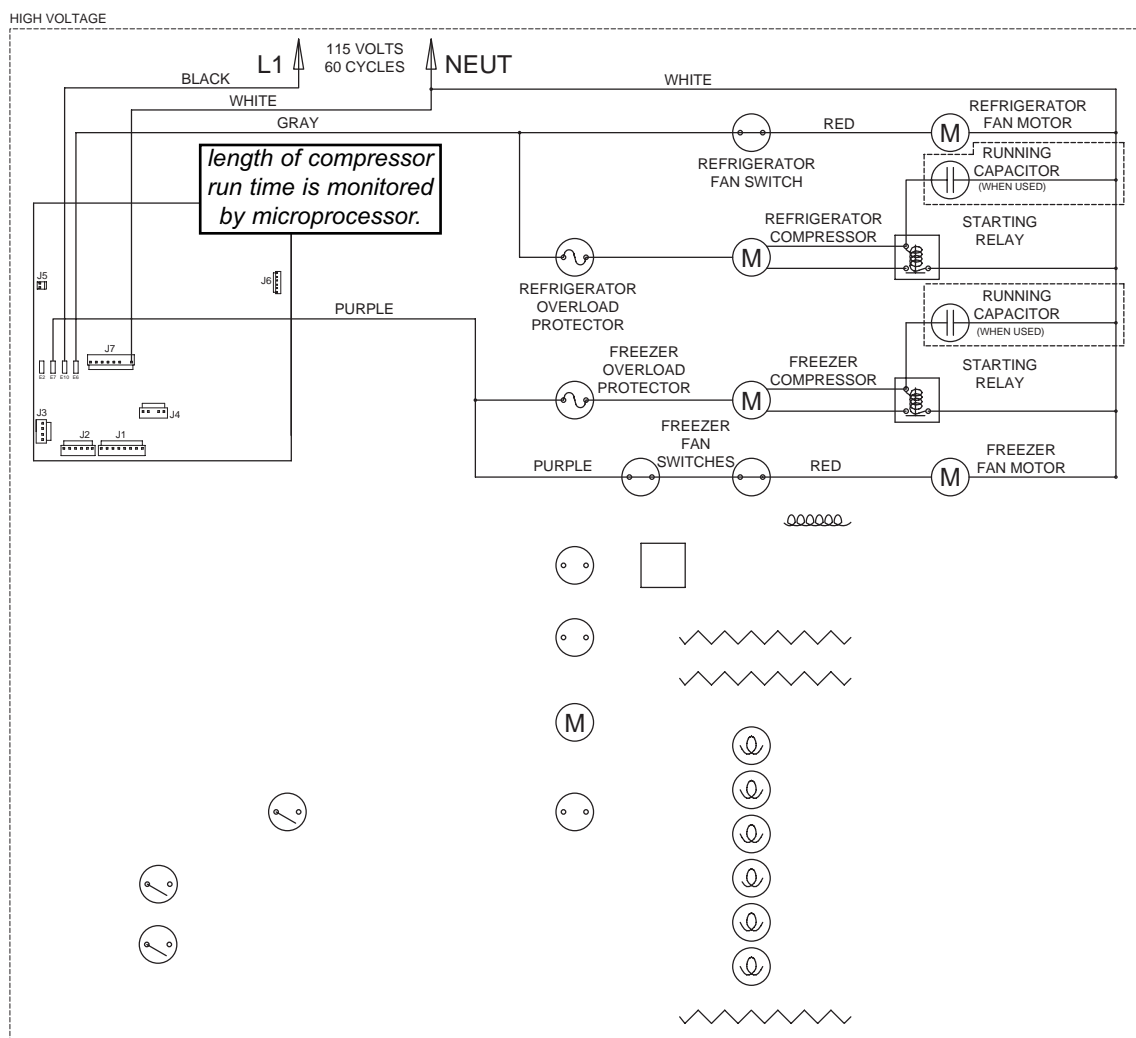 HIGH VOLTAGE
L1
115 VOLTS
60 CYCLES
NEUT
BLACK
WHITE
WHITE
GRAY
RED
REFRIGERATOR
FAN MOTOR
M
REFRIGERATOR
FAN SWITCH
length of compressor
run time is monitored
by microprocessor.
RUNNING
CAPACITOR
(WHEN USED)
REFRIGERATOR
COMPRESSOR
STARTING
RELAY
M
REFRIGERATOR
OVERLOAD
PROTECTOR
J5
J6
PURPLE
RUNNING
CAPACITOR
(WHEN USED)
J7
E2
E7
E10
E6
FREEZER
OVERLOAD
PROTECTOR
FREEZER
COMPRESSOR
STARTING
RELAY
M
J3
J4
J2
J1
FREEZER
FAN
SWITCHES
PURPLE
RED
FREEZER
FAN MOTOR
M
M